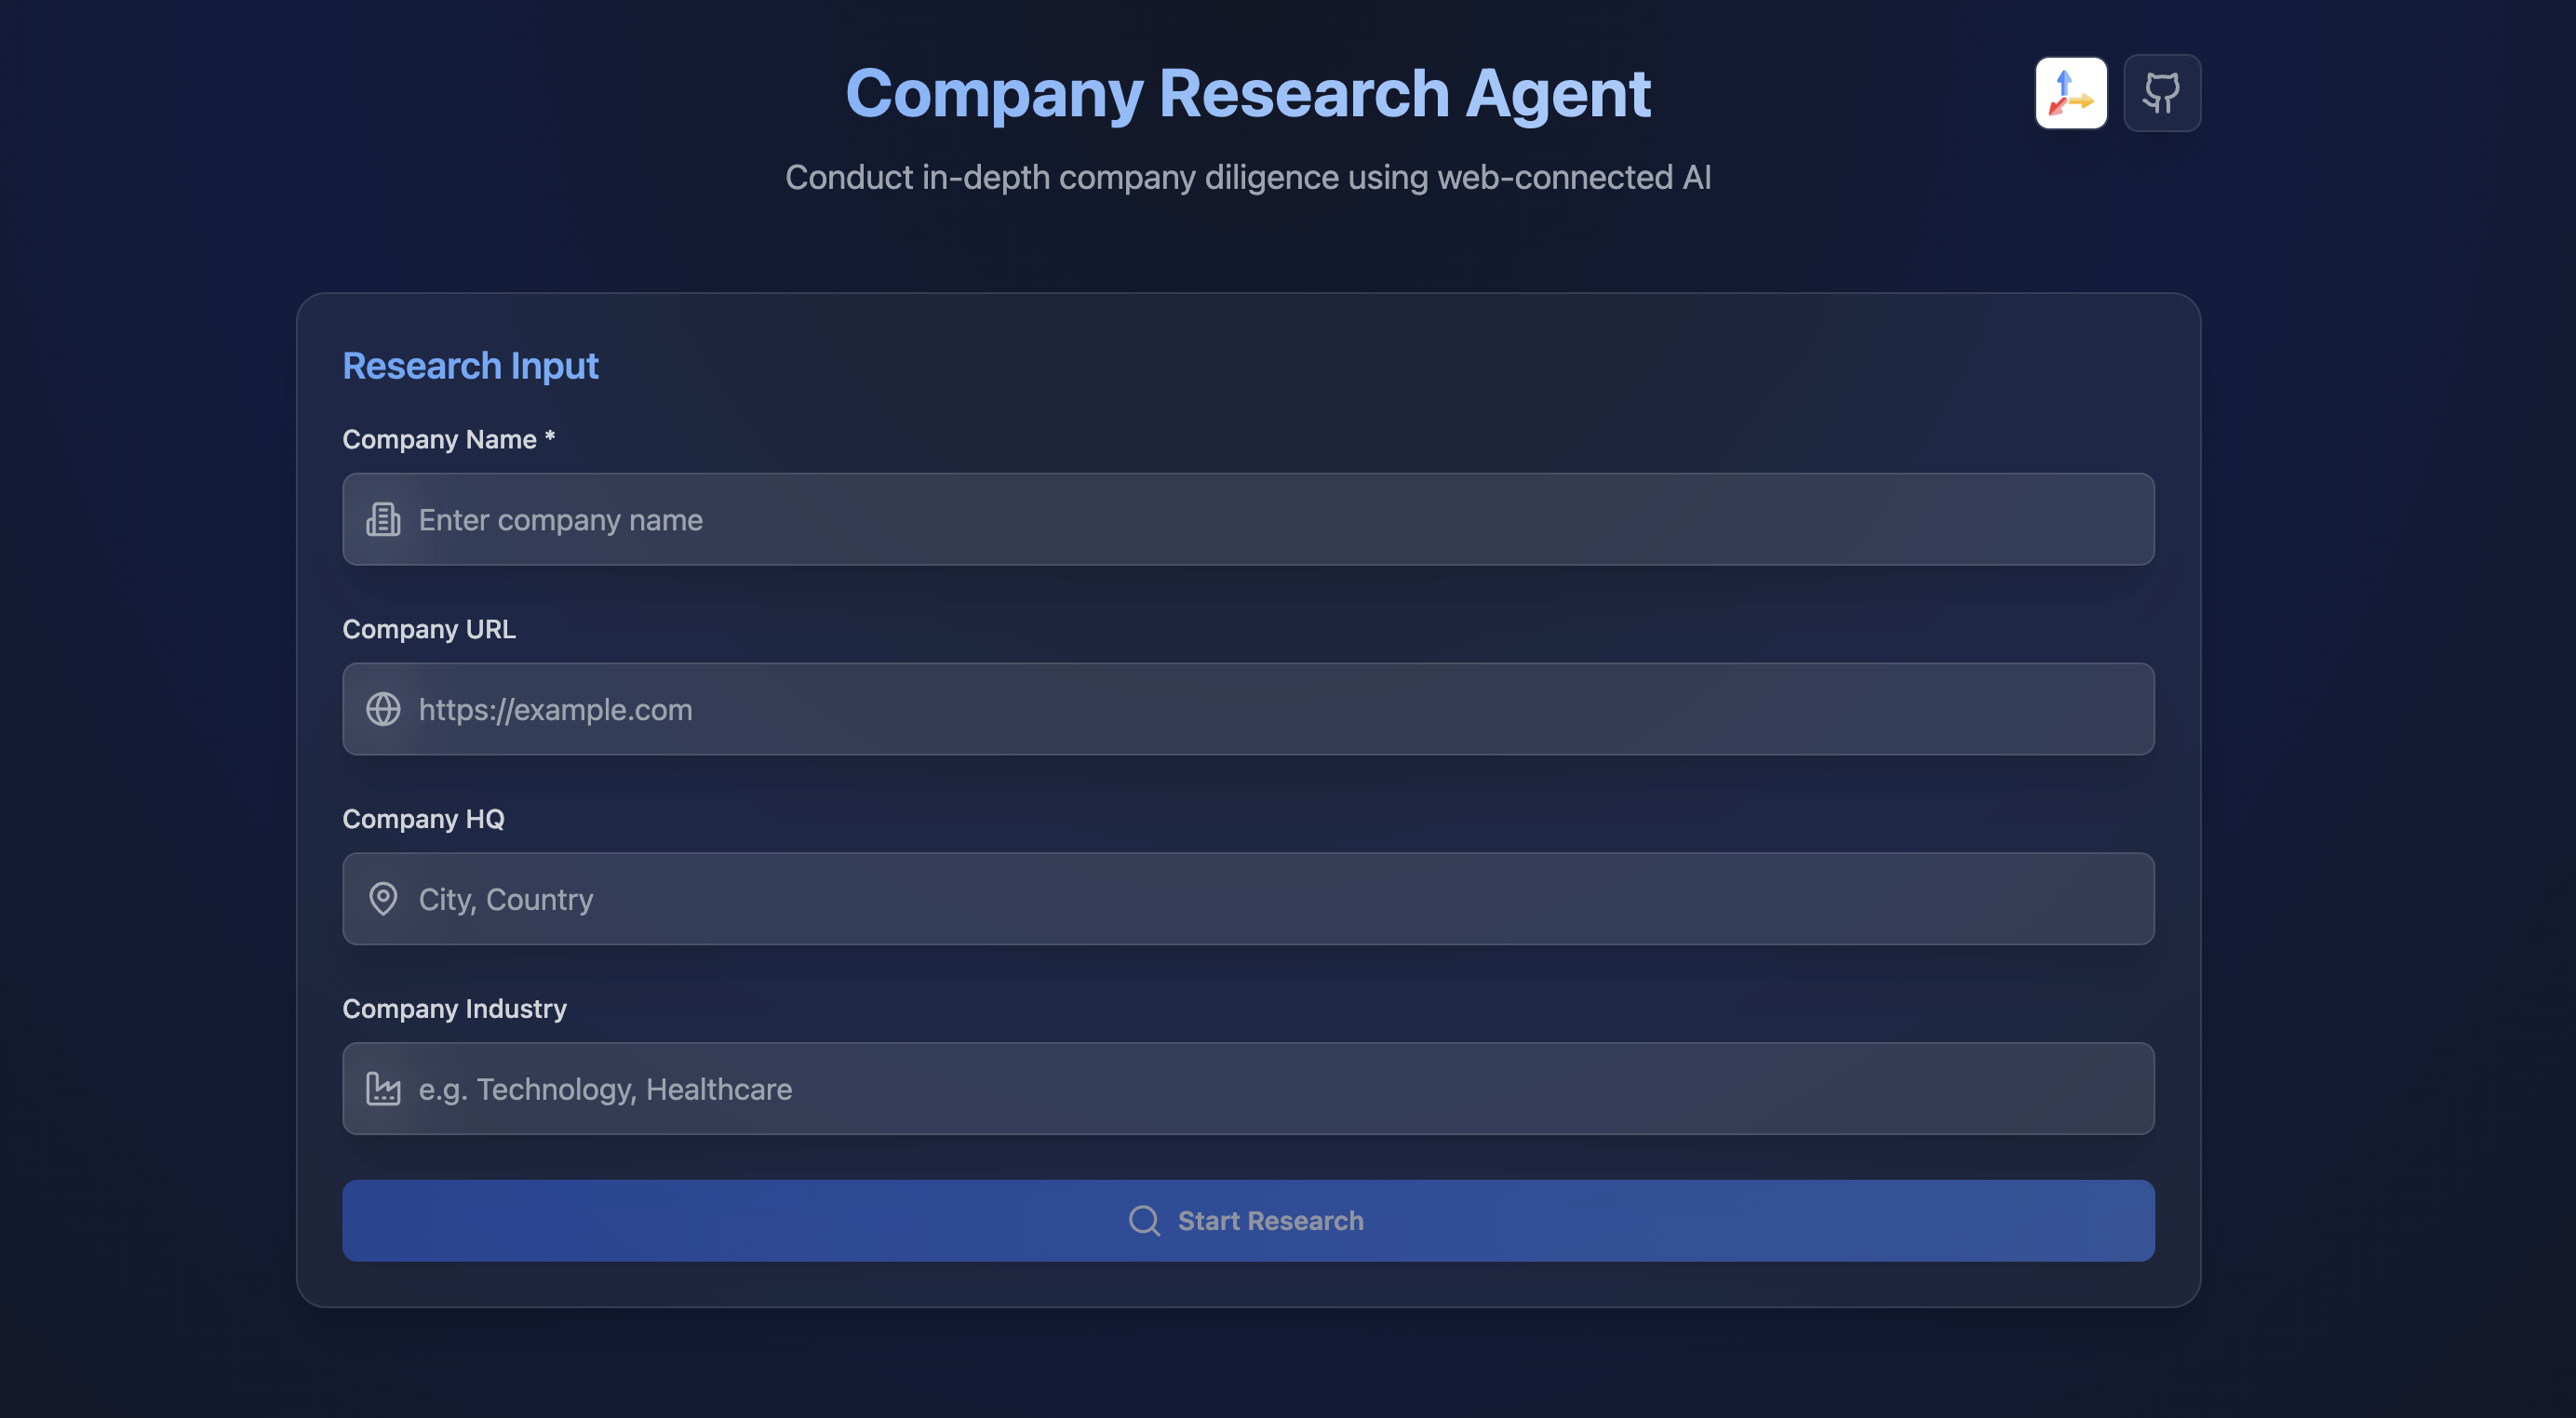 Company Research Agent
Conduct in-depth company diligence using web-connected AI
Research Input
Company Name *
Enter company name
Company URL
https://example.com
Company HQ
City, Country
Company Industry
e.g. Technology, Healthcare
Start Research